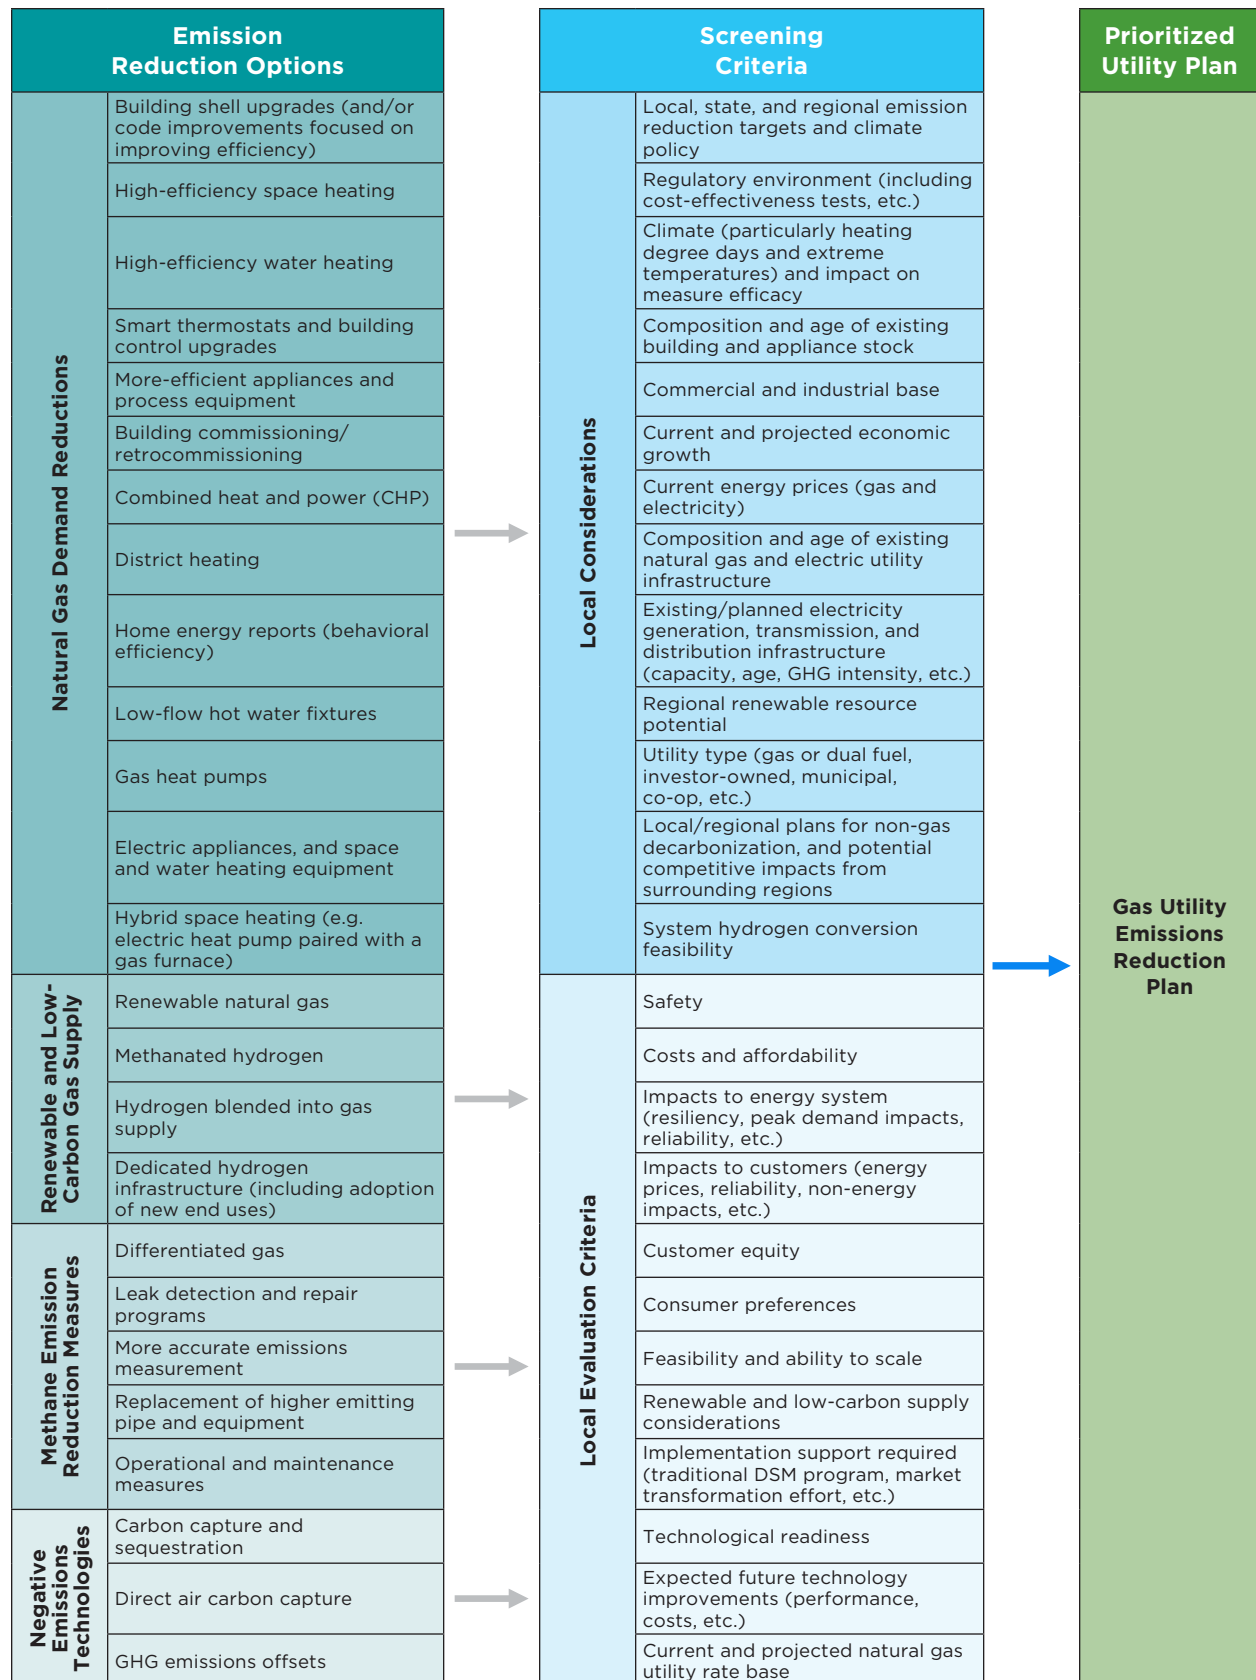 Emission
Reduction Options
Natural Gas Demand Reductions
Building shell upgrades (and/or
code improvements focused on
improving efficiency)
High-efficiency space heating
High-efficiency water heating
Smart thermostats and building
control upgrades
More-efficient appliances and
process equipment
Building commissioning/
retrocommissioning
Combined heat and power (CHP)
District heating
Home energy reports (behavioral
efficiency)
Low-flow hot water fixtures
Gas heat pumps
Electric appliances, and space
and water heating equipment
Hybrid space heating (e.g.
electric heat pump paired with a
gas furnace)
Renewable and Low-
Carbon Gas Supply
Renewable natural gas
Methanated hydrogen
Hydrogen blended into gas
supply
Dedicated hydrogen
infrastructure (including adoption
of new end uses)
Methane Emission
Reduction Measures
Differentiated gas
Leak detection and repair
programs
More accurate emissions
measurement
Replacement of higher emitting
pipe and equipment
Operational and maintenance
measures
Negative
Emissions
Technologies
Carbon capture and
sequestration
Direct air carbon capture
GHG emissions offsets
Screening
Criteria
Local Considerations
Local, state, and regional emission
reduction targets and climate
policy
Regulatory environment (including
cost-effectiveness tests, etc.)
Climate (particularly heating
degree days and extreme
temperatures) and impact on
measure efficacy
Composition and age of existing
building and appliance stock
Commercial and industrial base
Current and projected economic
growth
Current energy prices (gas and
electricity)
Composition and age of existing
natural gas and electric utility
infrastructure
Existing/planned electricity
generation, transmission, and
distribution infrastructure
(capacity, age, GHG intensity, etc.)
Regional renewable resource
potential
Utility type (gas or dual fuel,
investor-owned, municipal,
co-op, etc.)
Local/regional plans for non-gas
decarbonization, and potential
competitive impacts from
surrounding regions
System hydrogen conversion
feasibility
Local Evaluation Criteria
Safety
Costs and affordability
Impacts to energy system
(resiliency, peak demand impacts,
reliability, etc.)
Impacts to customers (energy
prices, reliability, non-energy
impacts, etc.)
Customer equity
Consumer preferences
Feasibility and ability to scale
Renewable and low-carbon supply
considerations
Implementation support required
(traditional DSM program, market
transformation effort, etc.)
Technological readiness
Expected future technology
improvements (performance,
costs, etc.)
Current and projected natural gas
utility rate base
Prioritized
Utility Plan
Gas Utility
Emissions
Reduction
Plan